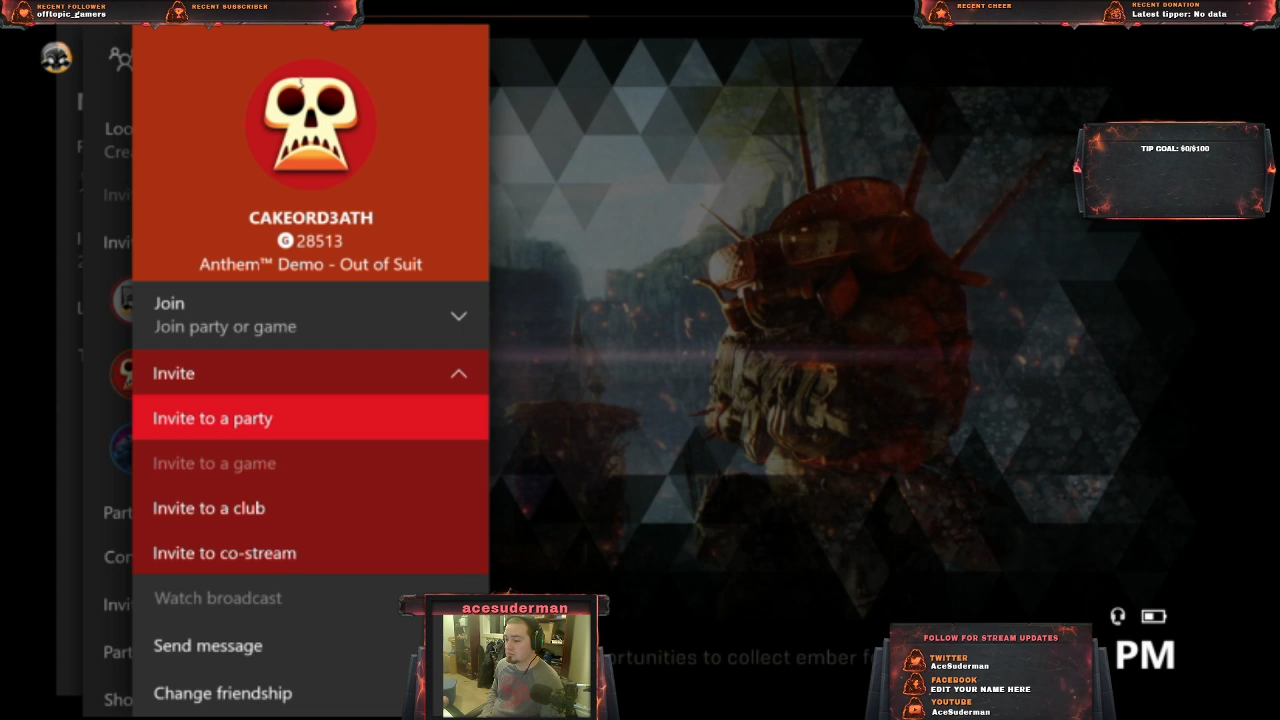 RECENT FOLLOWER
offtopic_gamers
RECENT SUBSCRIBER
RECENT CHEER
RECENT DONATION
Latest tipper: No data
TIP GOAL: $0/$100
CAKEORD3ATH
G 28513
Anthem™ Demo - Out of Suit
Join
Join party or game
Invite
Invite to a party
Invite to a game
Invite to a club
Invite to co-stream
Watch broadcast
Send message
Change friendship
acesuderman
to collect ember
FOLLOW FOR STREAM UPDATES
TWITTER
AceSuderman
FACEBOOK
EDIT YOUR NAME HERE
YOUTUBE
AceSuderman
PM